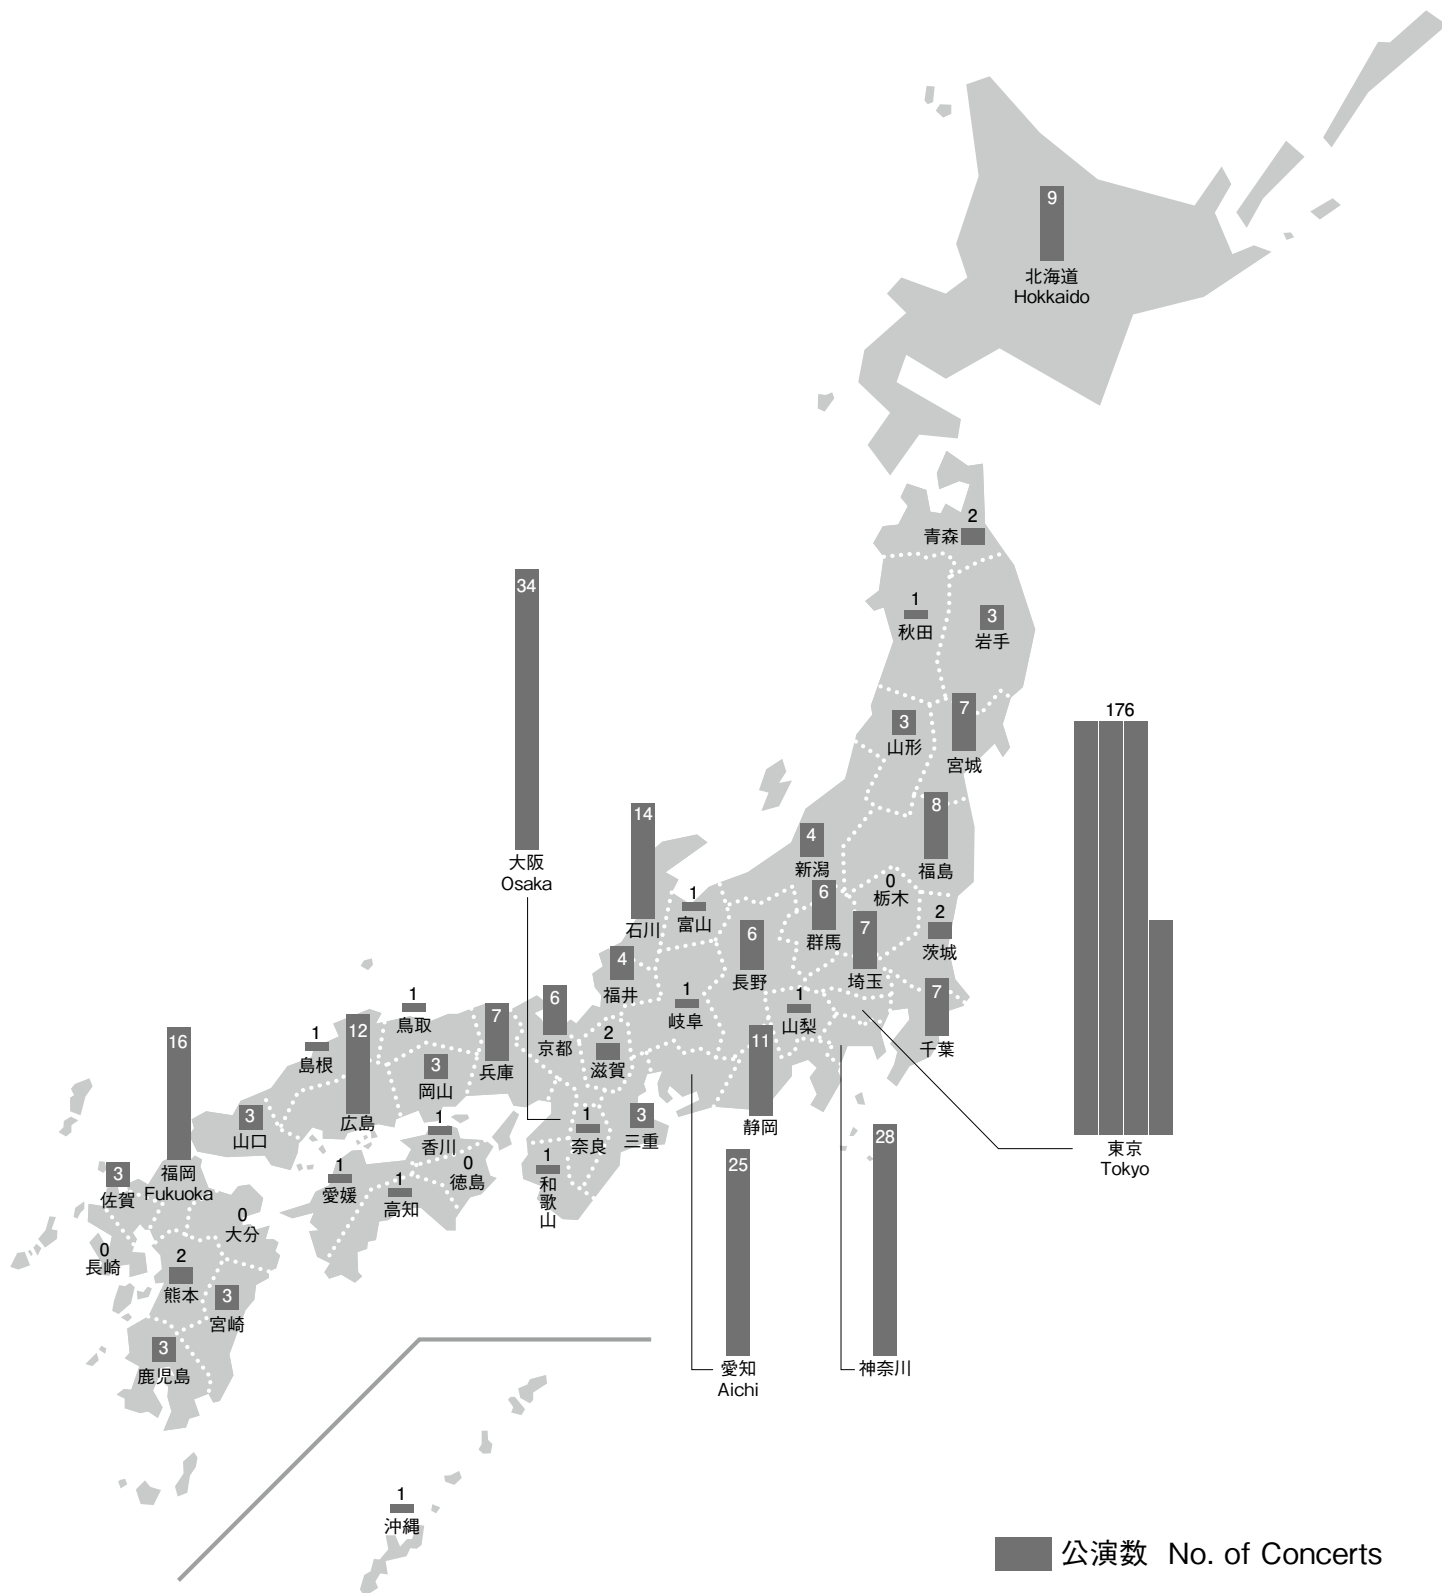 9
北海道
Hokkaido
2
青森
1
秋田
3
岩手
3
山形
7
宮城
8
福島
4
新潟
0
栃木
2
茨城
6
群馬
7
埼玉
7
千葉
176
東京
Tokyo
28
神奈川
1
山梨
6
長野
11
静岡
1
富山
14
石川
4
福井
1
岐阜
25
愛知
Aichi
3
三重
2
滋賀
6
京都
34
大阪
Osaka
7
兵庫
1
奈良
1
和
歌
山
1
鳥取
1
島根
3
岡山
12
広島
3
山口
1
香川
0
徳島
1
愛媛
1
高知
16
福岡
Fukuoka
3
佐賀
0
長崎
0
大分
2
熊本
3
宮崎
3
鹿児島
1
沖縄
公演数 No. of Concerts